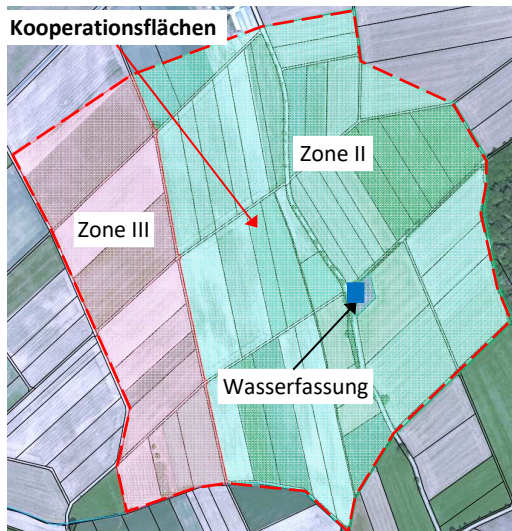 Kooperationsflächen
Zone II
Zone III
Wasserfassung